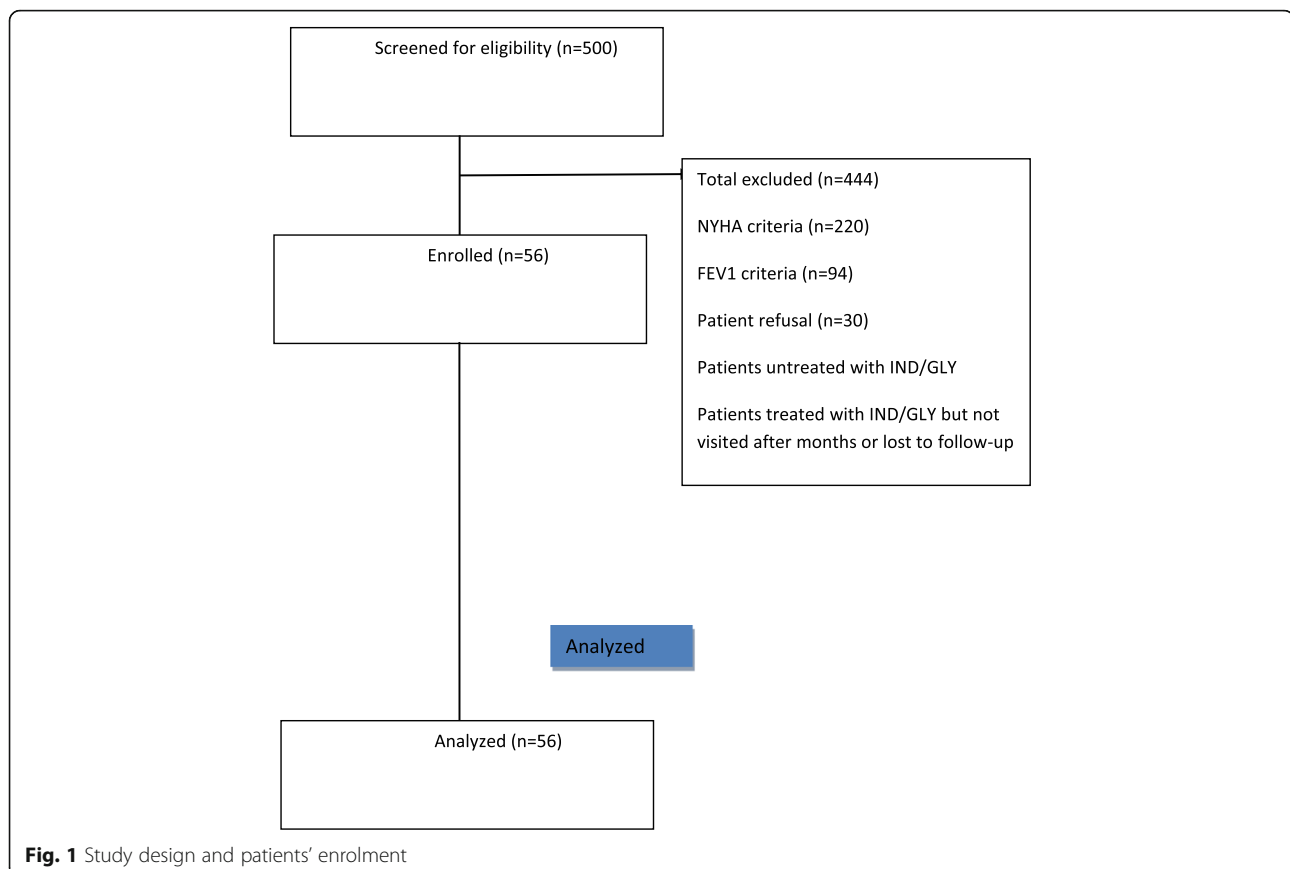 Screened for eligibility (n=500)
Total excluded (n=444)
NYHA criteria (n=220)
FEV1 criteria (n=94)
Patient refusal (n=30)
Patients untreated with IND/GLY
Patients treated with IND/GLY but not
visited after months or lost to follow-up
Enrolled (n=56)
Analyzed
Analyzed (n=56)
Fig. 1 Study design and patients’ enrolment